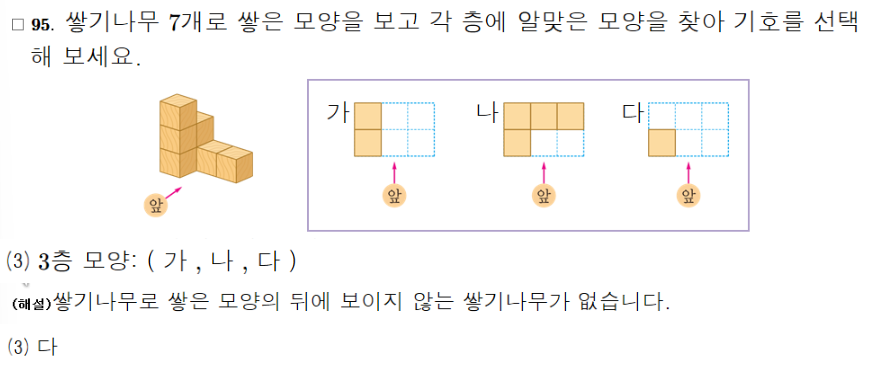 □ 95. 쌓기나무 7개로 쌓은 모양을 보고 각 층에 알맞은 모양을 찾아 기호를 선택
해 보세요.
가 나 다
앞 앞 앞 앞
(3) 3층 모양: ( 가 , 나 , 다 )
(해설)쌓기나무로 쌓은 모양의 뒤에 보이지 않는 쌓기나무가 없습니다.
(3) 다